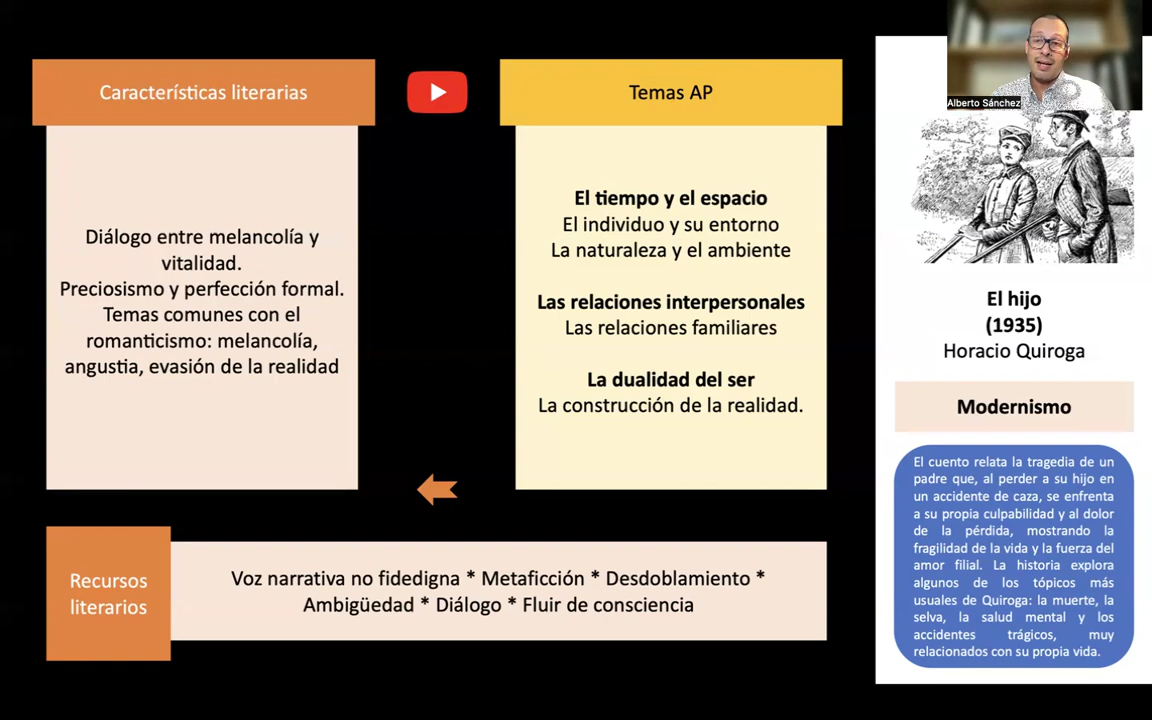 Características literarias
Temas AP
Alberto Sánchez
Diálogo entre melancolía y
vitalidad.
Preciosismo y perfección formal.
Temas comunes con el
romanticismo: melancolía,
angustia, evasión de la realidad
El tiempo y el espacio
El individuo y su entorno
La naturaleza y el ambiente
Las relaciones interpersonales
Las relaciones familiares
La dualidad del ser
La construcción de la realidad.
El hijo
(1935)
Horacio Quiroga
Modernismo
El cuento relata la tragedia de un
padre que, al perder a su hijo en
un accidente de caza, se enfrenta
a su propia culpabilidad y al dolor
de la pérdida, mostrando la
fragilidad de la vida y la fuerza del
amor filial. La historia explora
algunos de los tópicos más
usuales de Quiroga: la muerte, la
selva, la salud mental y los
accidentes trágicos, muy
relacionados con su propia vida.
Recursos
literarios
Voz narrativa no fidedigna * Metaficción * Desdoblamiento *
Ambigüedad * Diálogo * Fluir de consciencia